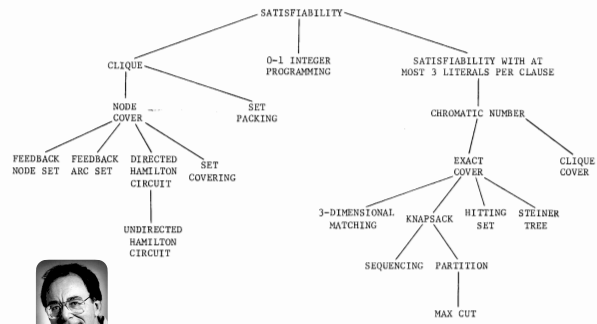 SATISFIABILITY
CLIQUE
0-1 INTEGER
PROGRAMMING
SATISFIABILITY WITH AT
MOST 3 LITERALS PER CLAUSE
NODE
COVER
SET
PACKING
CHROMATIC NUMBER
FEEDBACK
NODE SET
FEEDBACK
ARC SET
DIRECTED
HAMILTON
CIRCUIT
SET
COVERING
EXACT
COVER
CLIQUE
COVER
UNDIRECTED
HAMILTON
CIRCUIT
3-DIMENSIONAL
MATCHING
KNAPSACK
HITTING
SET
STEINER
TREE
SEQUENCING
PARTITION
MAX CUT